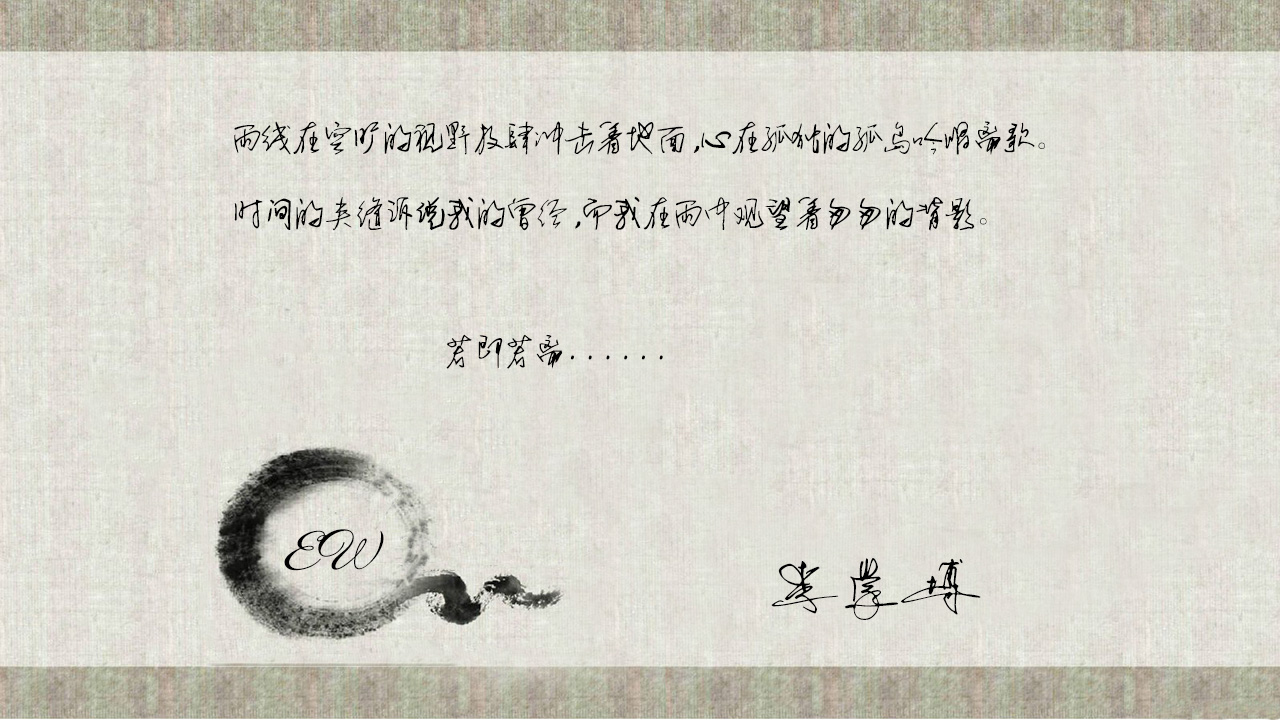 雨线在空旷的视野放肆冲击着地面,心在孤独的孤岛吟唱离歌。
时间的夹缝诉说我的曾经,而我在雨中观望着匆匆的背影。
若即若离......
EW
李学博